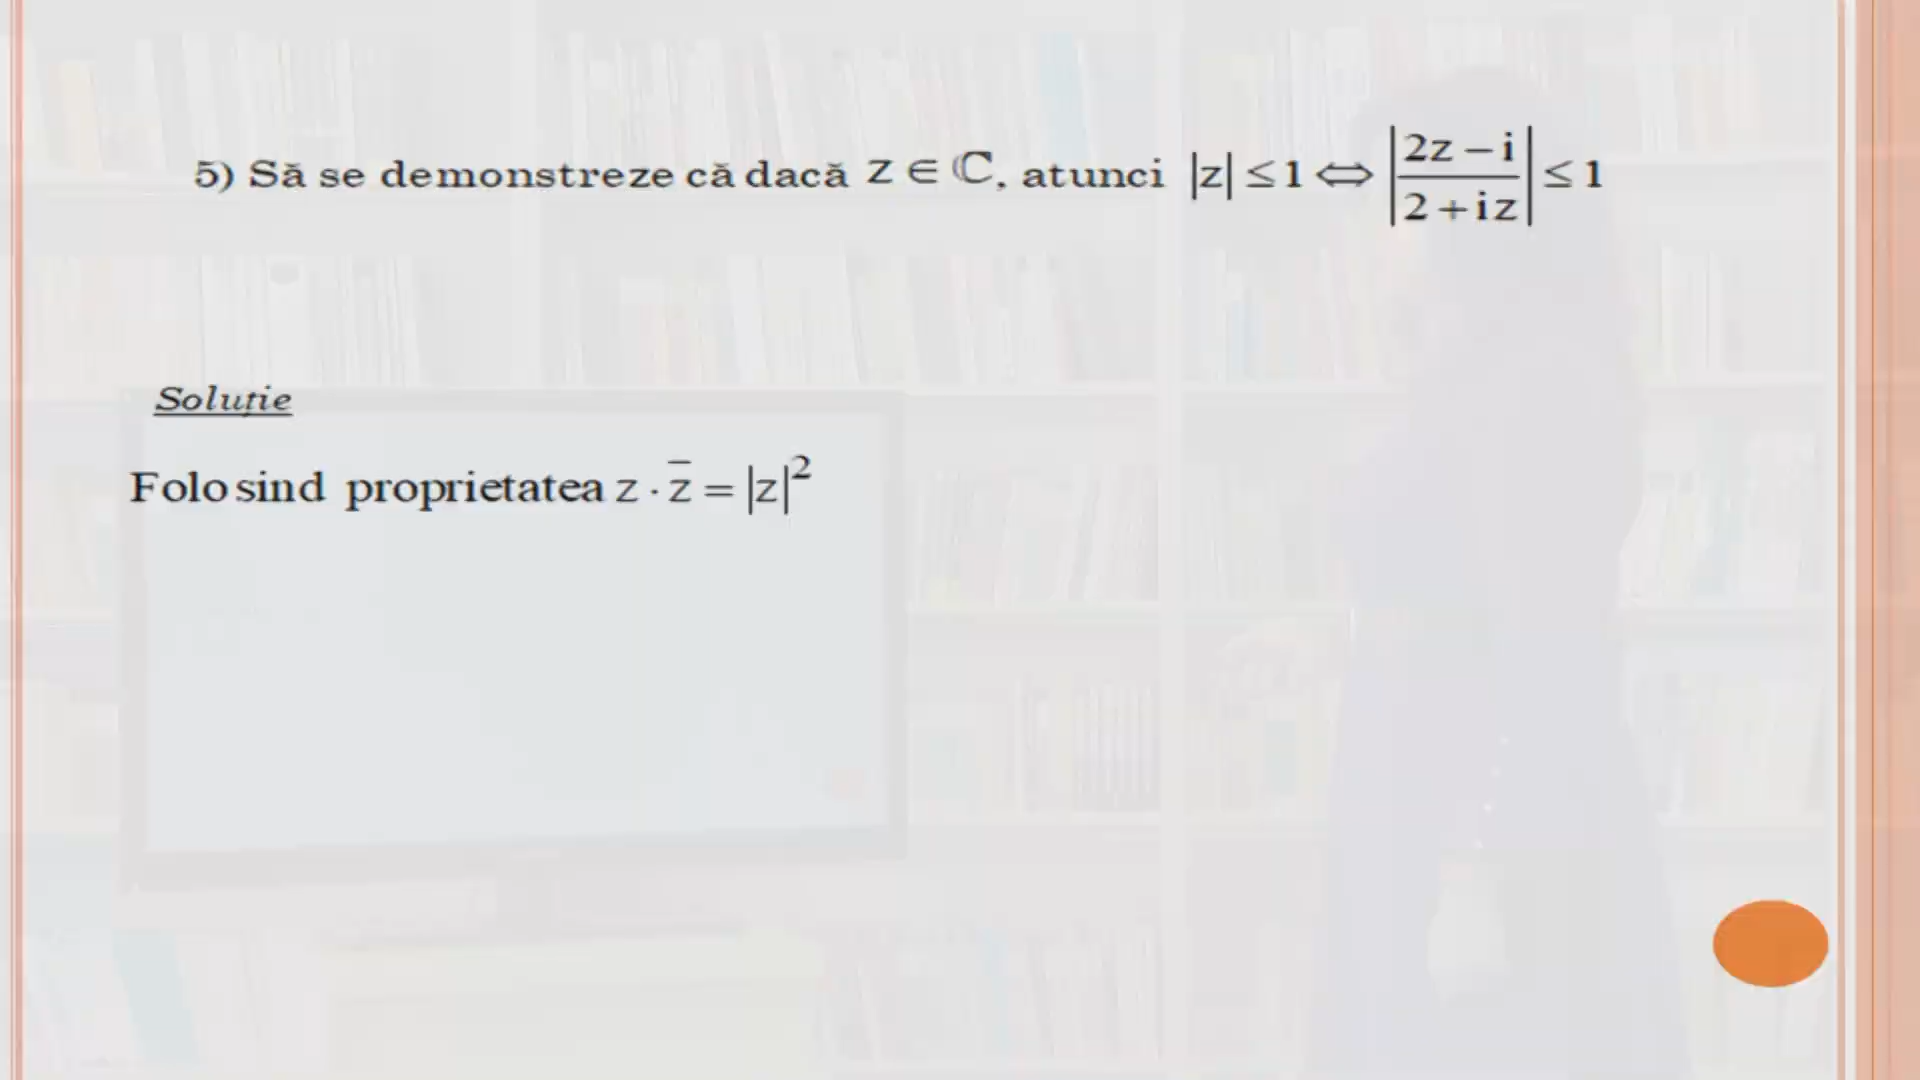 5) Să se demonstreze că dacă z ∈ ℂ, atunci |z| ≤ 1 ⇔ |(2z − i)/(2 + iz)| ≤ 1
Soluție
Folosind proprietatea z · z̄ = |z|²